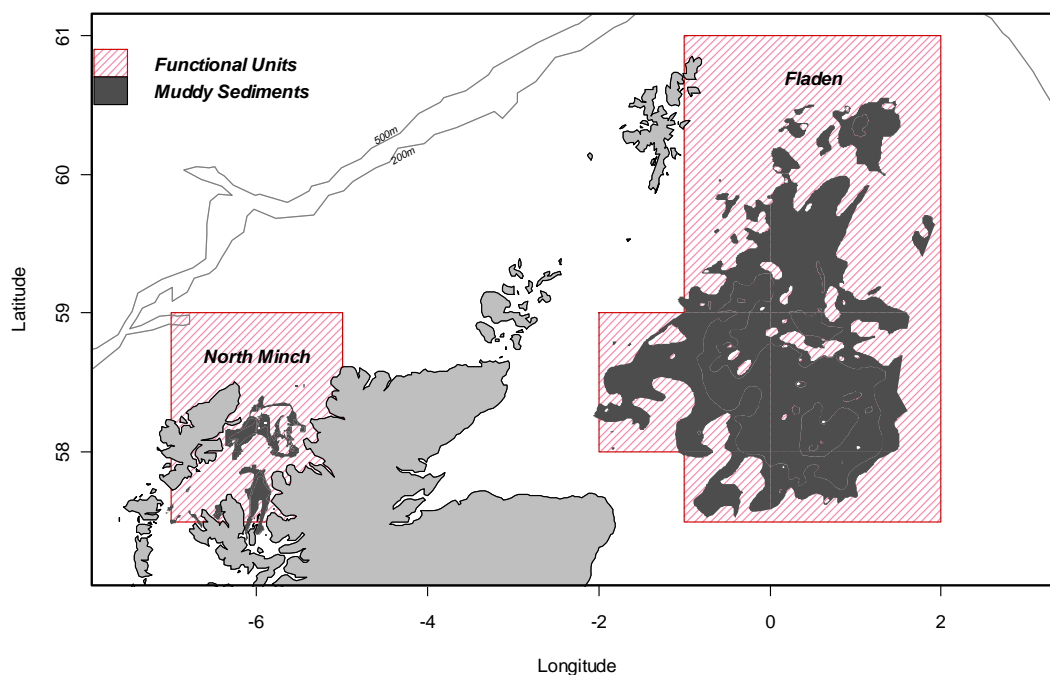 61
60
59
58
Latitude
Functional Units
Muddy Sediments
Fladen
500m
200m
North Minch
-6
-4
-2
0
2
Longitude